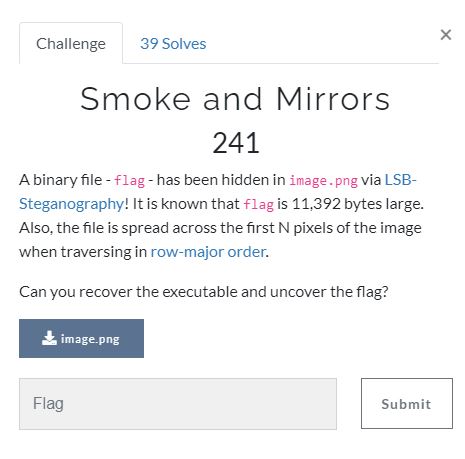 Challenge
39 Solves
×
Smoke and Mirrors
241
A binary file - flag - has been hidden in image.png via LSB-
Steganography! It is known that flag is 11,392 bytes large.
Also, the file is spread across the first N pixels of the image
when traversing in row-major order.
Can you recover the executable and uncover the flag?
image.png
Flag
Submit